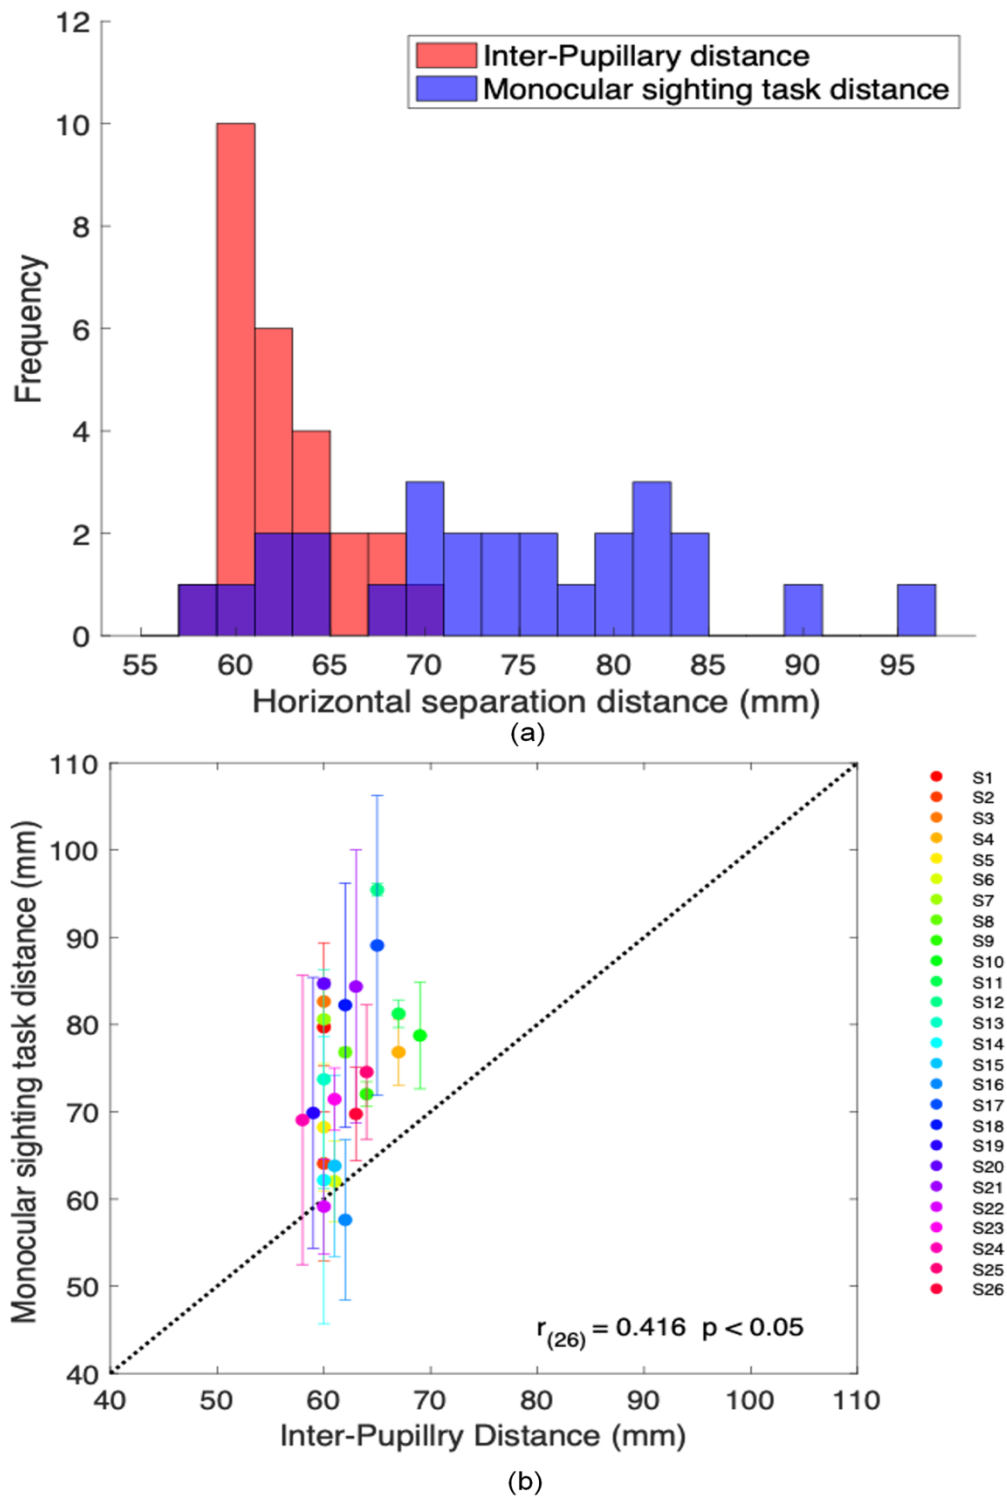 12
10
8
6
4
2
0
Frequency
Inter-Pupillary distance
Monocular sighting task distance
55 60 65 70 75 80 85 90 95
Horizontal separation distance (mm)
(a)
110
100
90
80
70
60
50
40
Monocular sighting task distance (mm)
r(26) = 0.416 p < 0.05
40 50 60 70 80 90 100 110
Inter-Pupillry Distance (mm)
S1
S2
S3
S4
S5
S6
S7
S8
S9
S10
S11
S12
S13
S14
S15
S16
S17
S18
S19
S20
S21
S22
S23
S24
S25
S26
(b)